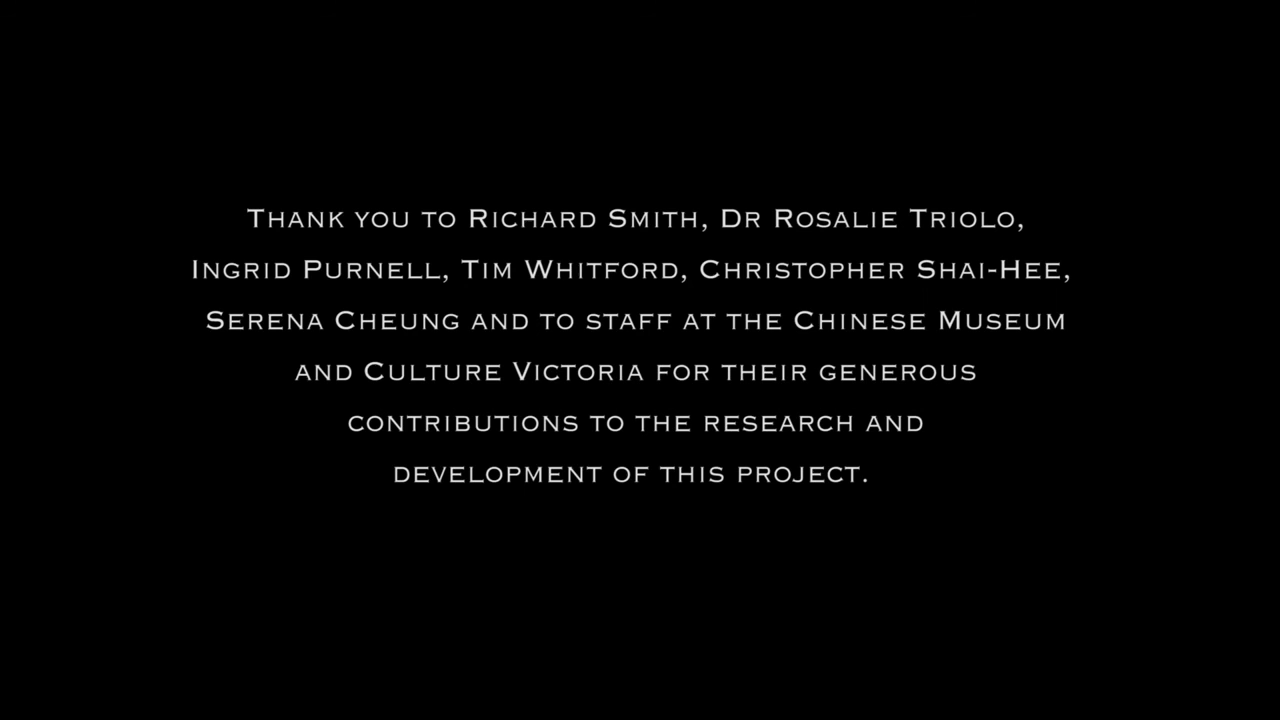 Thank you to Richard Smith, Dr Rosalie Triolo,
Ingrid Purnell, Tim Whitford, Christopher Shai-Hee,
Serena Cheung and to staff at the Chinese Museum
and Culture Victoria for their generous
contributions to the research and
development of this project.